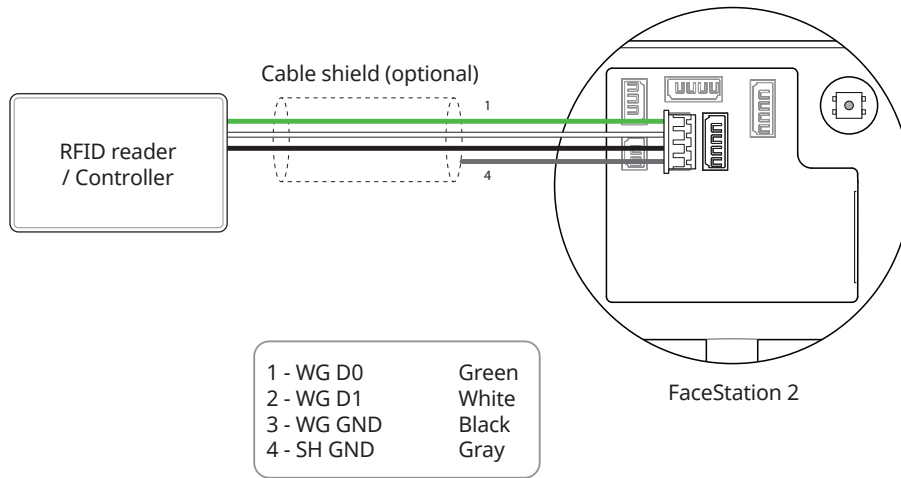 Cable shield (optional)
1
RFID reader
/ Controller
4
1 - WG D0 Green
2 - WG D1 White
3 - WG GND Black
4 - SH GND Gray
FaceStation 2